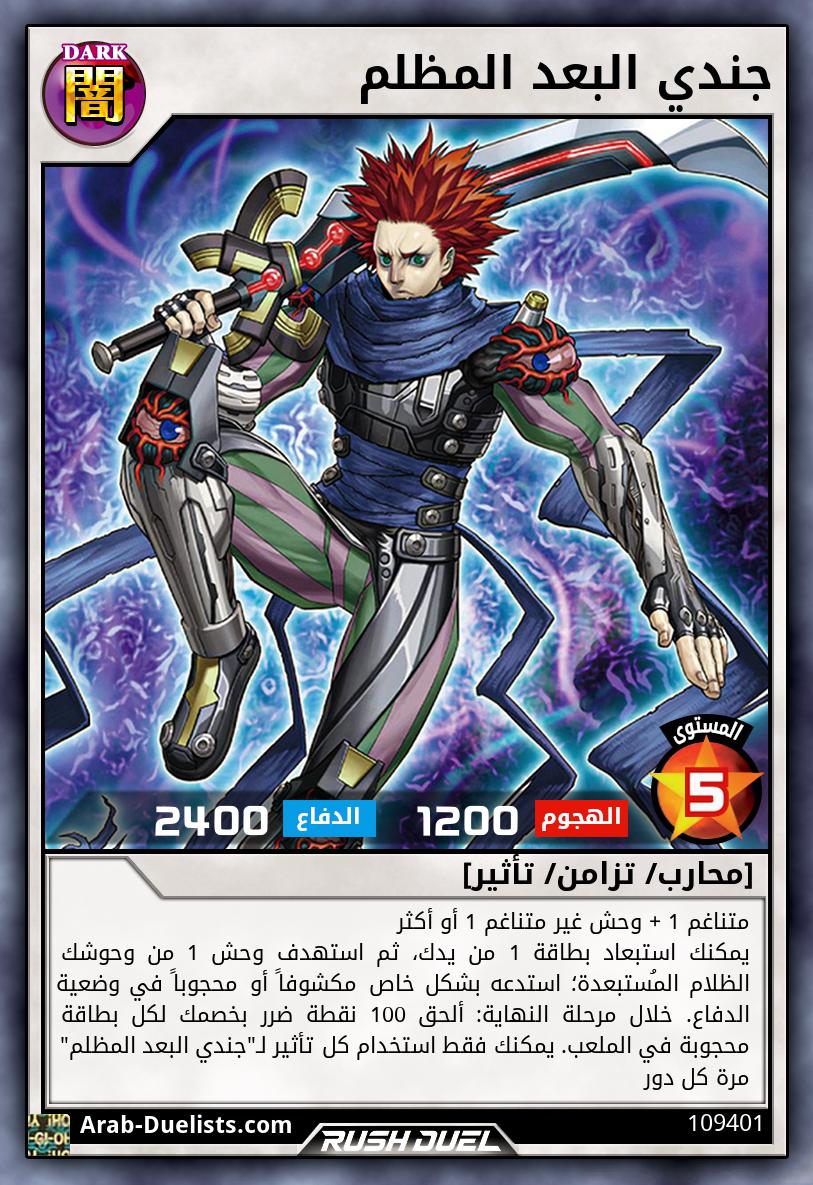 DARK
闇
جندي البعد المظلم
المستوى
5
الهجوم 1200 الدفاع 2400
[محارب/ تزامن/ تأثير]
متناغم 1 + وحش غير متناغم 1 أو أكثر
يمكنك استبعاد بطاقة 1 من يدك، ثم استهدف وحش 1 من وحوشك
الظلام المُستبعدة؛ استدعه بشكل خاص مكشوفاً أو محجوباً في وضعية
الدفاع. خلال مرحلة النهاية: ألحق 100 نقطة ضرر بخصمك لكل بطاقة
محجوبة في الملعب. يمكنك فقط استخدام كل تأثير لـ"جندي البعد المظلم"
مرة كل دور
Arab-Duelists.com
RUSH DUEL
109401